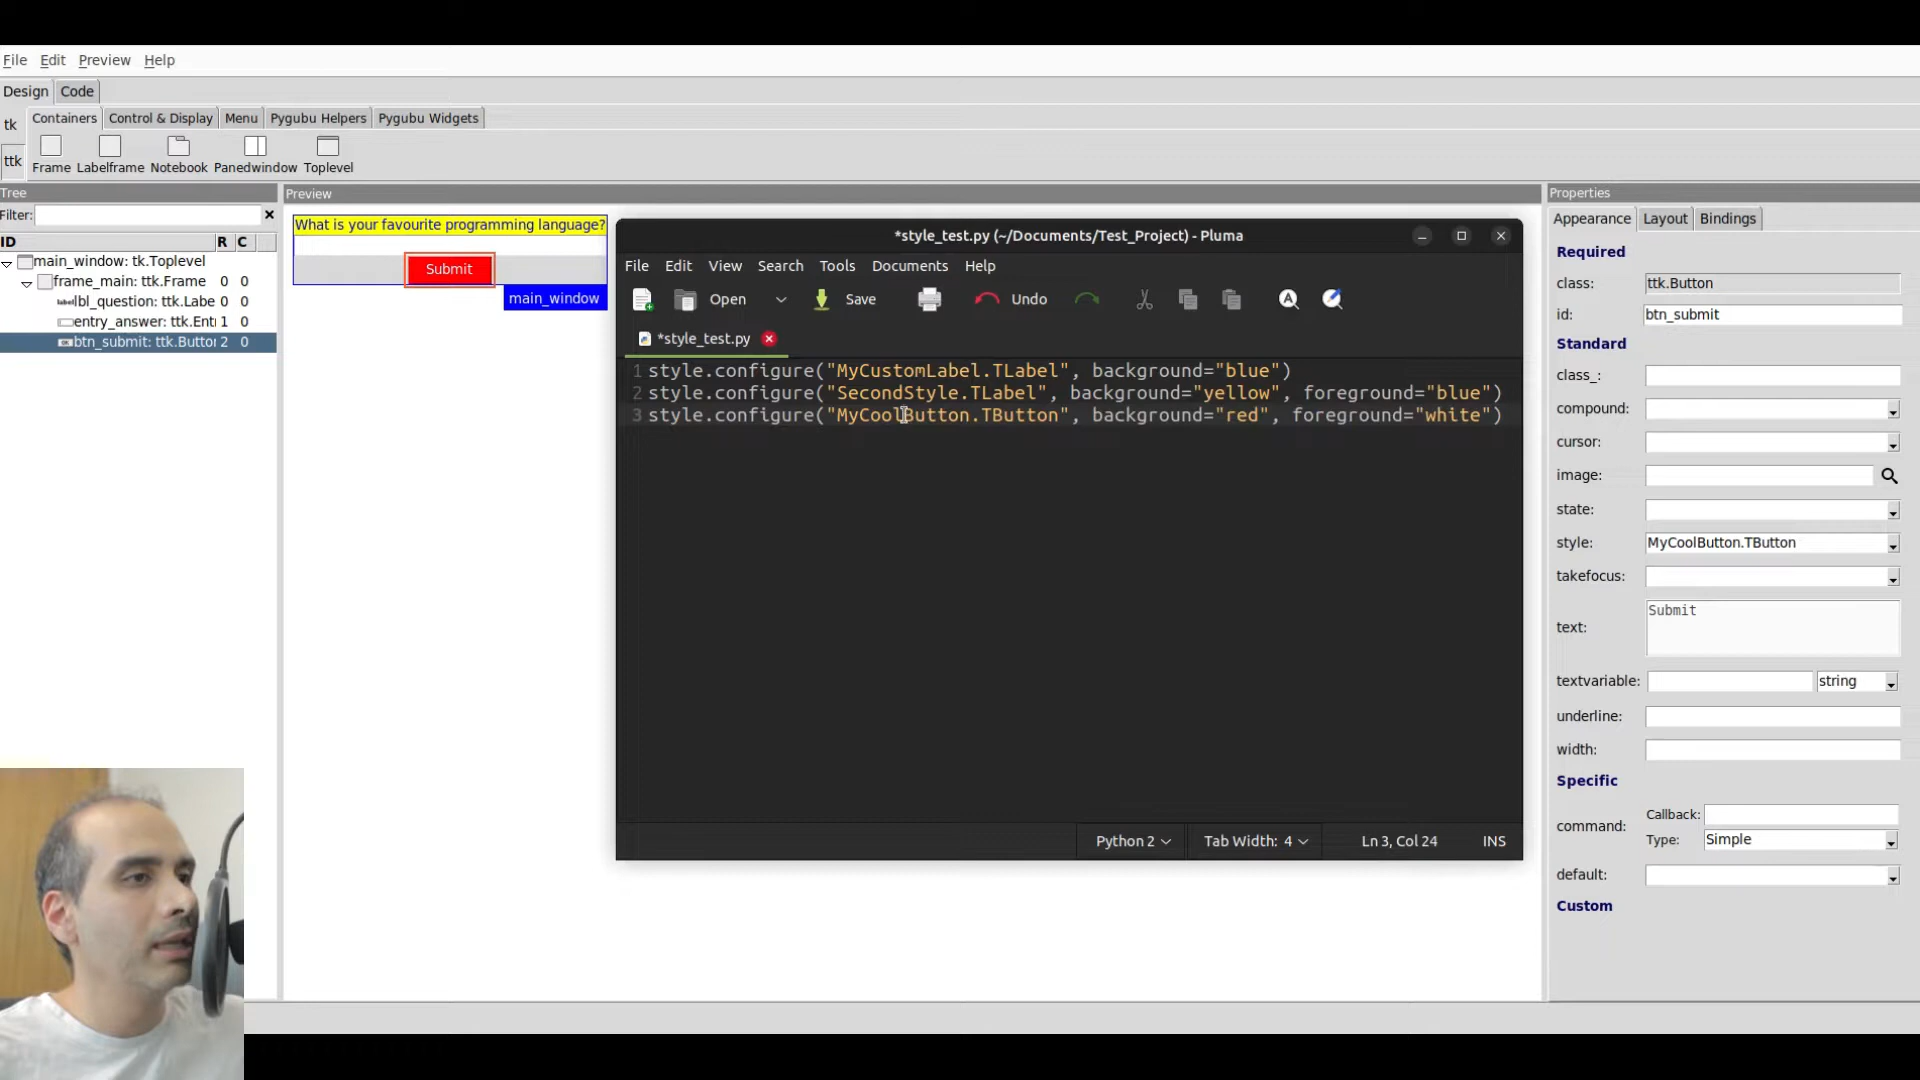 File Edit Preview Help
Design Code
tk
ttk
Containers Control & Display Menu Pygubu Helpers Pygubu Widgets
Frame Labelframe Notebook Panedwindow Toplevel
Tree
Filter:
ID R C
main_window: tk.Toplevel
frame_main: ttk.Frame 0 0
lbl_question: ttk.Labe 0 0
entry_answer: ttk.Enti 1 0
btn_submit: ttk.Button 2 0
Preview
What is your favourite programming language?
Submit
main_window
*style_test.py (~/Documents/Test_Project) - Pluma
File Edit View Search Tools Documents Help
Open Save Undo
*style_test.py
1 style.configure("MyCustomLabel.TLabel", background="blue")
2 style.configure("SecondStyle.TLabel", background="yellow", foreground="blue")
3 style.configure("MyCoolButton.TButton", background="red", foreground="white")
Python 2 Tab Width: 4 Ln 3, Col 24 INS
Properties
Appearance Layout Bindings
Required
class: ttk.Button
id: btn_submit
Standard
class_:
compound:
cursor:
image:
state:
style: MyCoolButton.TButton
takefocus:
text: Submit
textvariable: string
underline:
width:
Specific
command: Callback:
Type: Simple
default:
Custom